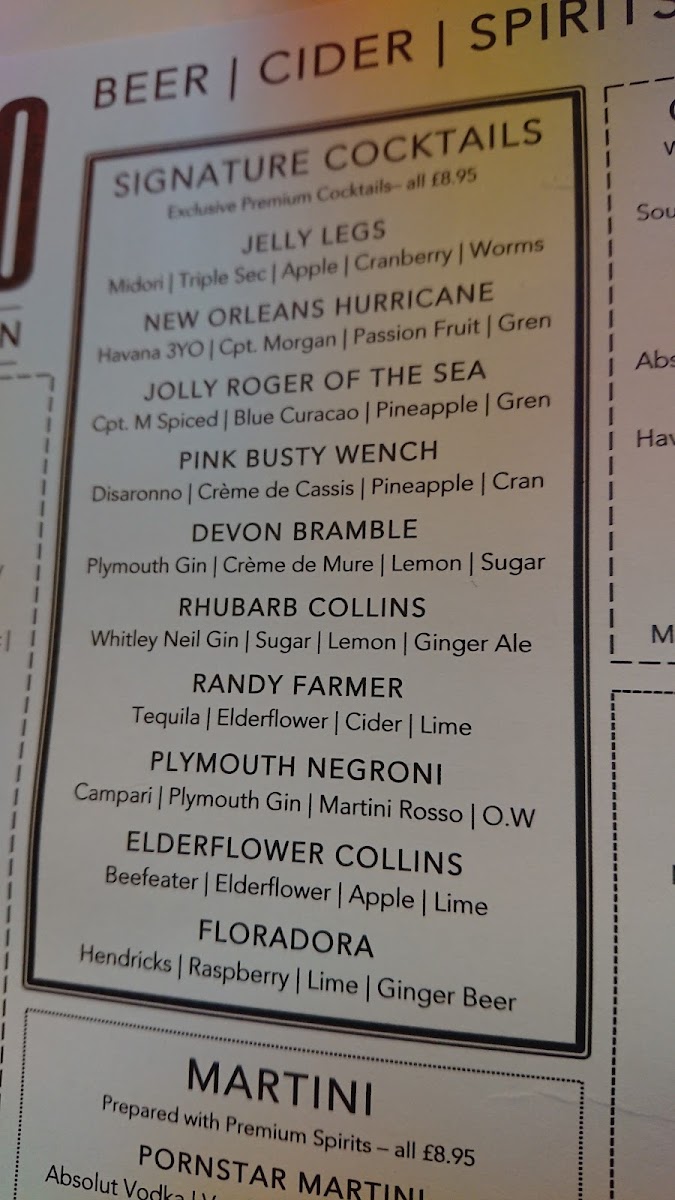 BEER | CIDER | SPIRITS
SIGNATURE COCKTAILS
Exclusive Premium Cocktails– all £8.95
JELLY LEGS
Midori | Triple Sec | Apple | Cranberry | Worms
NEW ORLEANS HURRICANE
Havana 3YO | Cpt. Morgan | Passion Fruit | Gren
JOLLY ROGER OF THE SEA
Cpt. M Spiced | Blue Curacao | Pineapple | Gren
PINK BUSTY WENCH
Disaronno | Crème de Cassis | Pineapple | Cran
DEVON BRAMBLE
Plymouth Gin | Crème de Mure | Lemon | Sugar
RHUBARB COLLINS
Whitley Neil Gin | Sugar | Lemon | Ginger Ale
RANDY FARMER
Tequila | Elderflower | Cider | Lime
PLYMOUTH NEGRONI
Campari | Plymouth Gin | Martini Rosso | O.W
ELDERFLOWER COLLINS
Beefeater | Elderflower | Apple | Lime
FLORADORA
Hendricks | Raspberry | Lime | Ginger Beer
MARTINI
Prepared with Premium Spirits – all £8.95
PORNSTAR MARTINI
Absolut Vodka |